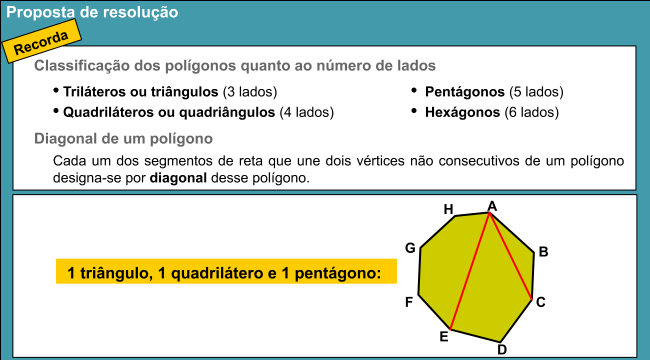 Proposta de resolução
Recorda
Classificação dos polígonos quanto ao número de lados
• Triláteros ou triângulos (3 lados)
• Quadriláteros ou quadriângulos (4 lados)
• Pentágonos (5 lados)
• Hexágonos (6 lados)
Diagonal de um polígono
Cada um dos segmentos de reta que une dois vértices não consecutivos de um polígono
designa-se por diagonal desse polígono.
1 triângulo, 1 quadrilátero e 1 pentágono:
A
H
B
G
C
F
E
D